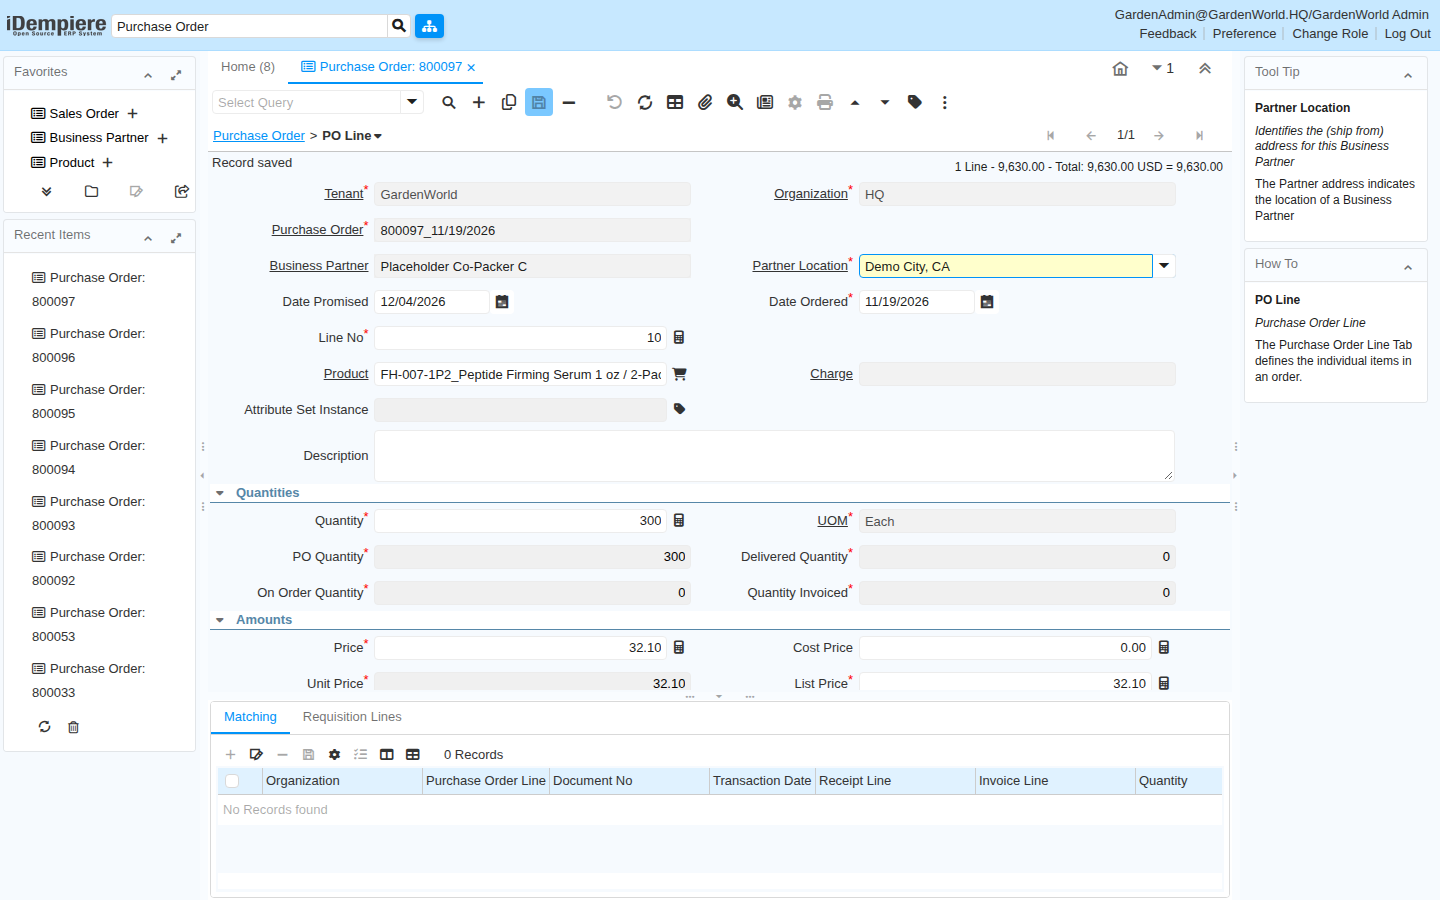 iDempiere
Open Source ERP System
Purchase Order
GardenAdmin@GardenWorld.HQ/GardenWorld Admin
Feedback Preference Change Role Log Out
Favorites
Sales Order
Business Partner
Product
Recent Items
Purchase Order: 800097
Purchase Order: 800096
Purchase Order: 800095
Purchase Order: 800094
Purchase Order: 800093
Purchase Order: 800092
Purchase Order: 800053
Purchase Order: 800033
Home (8)
Purchase Order: 800097
1
Select Query
Purchase Order > PO Line
1/1
Record saved
1 Line - 9,630.00 - Total: 9,630.00 USD = 9,630.00
Tenant* GardenWorld
Organization* HQ
Purchase Order* 800097_11/19/2026
Business Partner Placeholder Co-Packer C
Partner Location* Demo City, CA
Date Promised 12/04/2026
Date Ordered* 11/19/2026
Line No* 10
Product FH-007-1P2_Peptide Firming Serum 1 oz / 2-Pac
Charge
Attribute Set Instance
Description
Quantities
Quantity* 300
UOM* Each
PO Quantity* 300
Delivered Quantity* 0
On Order Quantity* 0
Quantity Invoiced* 0
Amounts
Price* 32.10
Cost Price 0.00
Unit Price* 32.10
List Price* 32.10
Matching
Requisition Lines
0 Records
Organization Purchase Order Line Document No Transaction Date Receipt Line Invoice Line Quantity
No Records found
Tool Tip
Partner Location
Identifies the (ship from)
address for this Business
Partner
The Partner address indicates
the location of a Business
Partner
How To
PO Line
Purchase Order Line
The Purchase Order Line Tab
defines the individual items in
an order.